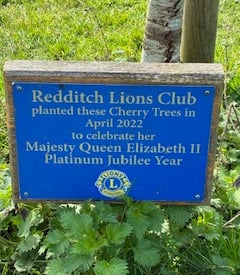 Redditch Lions Club
planted these Cherry Trees in
April 2022
to celebrate her
Majesty Queen Elizabeth II
Platinum Jubilee Year
L